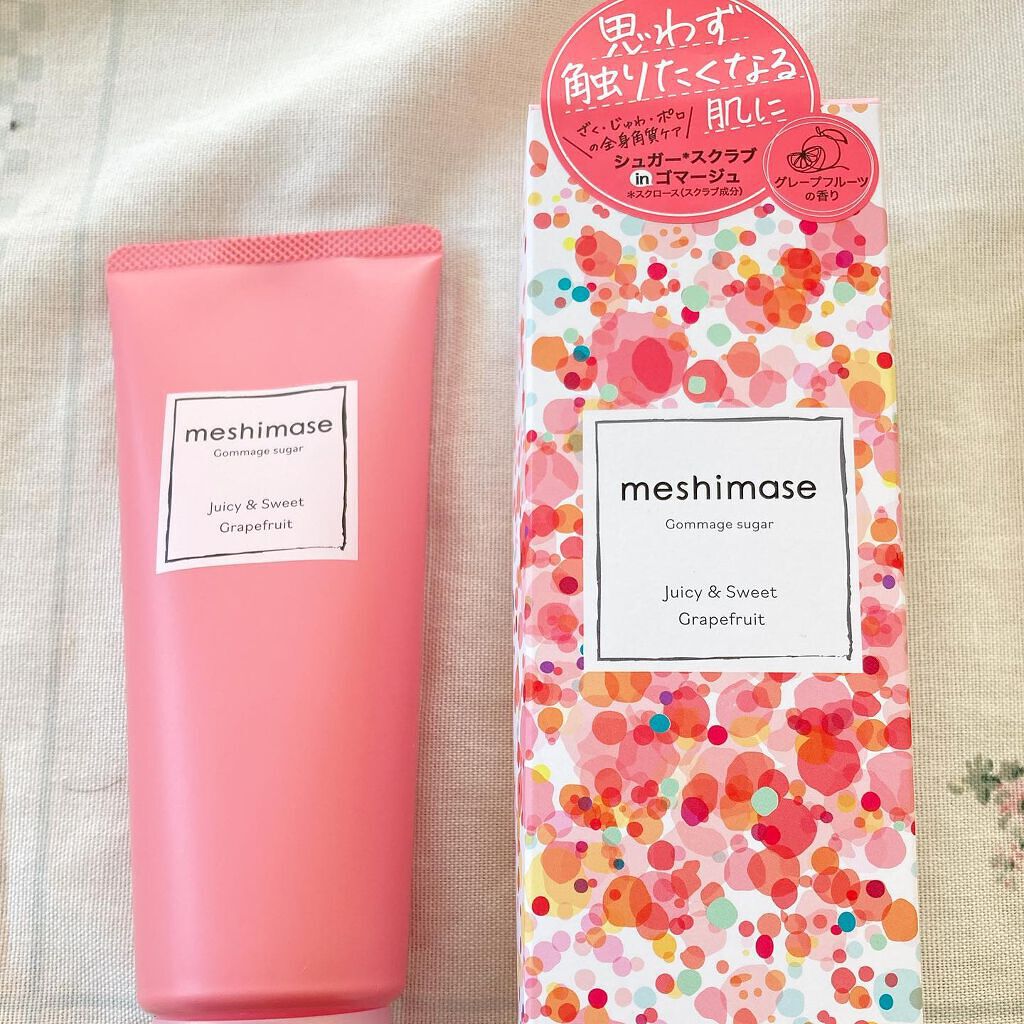 meshimase
Gommage sugar
Juicy & Sweet
Grapefruit
思わず
触りたくなる
肌に
ざく・じゅわ・ポロ
の全身角質ケア
シュガー*スクラブ
in ゴマージュ
*スクロース(スクラブ成分)
グレープフルーツ
の香り
meshimase
Gommage sugar
Juicy & Sweet
Grapefruit